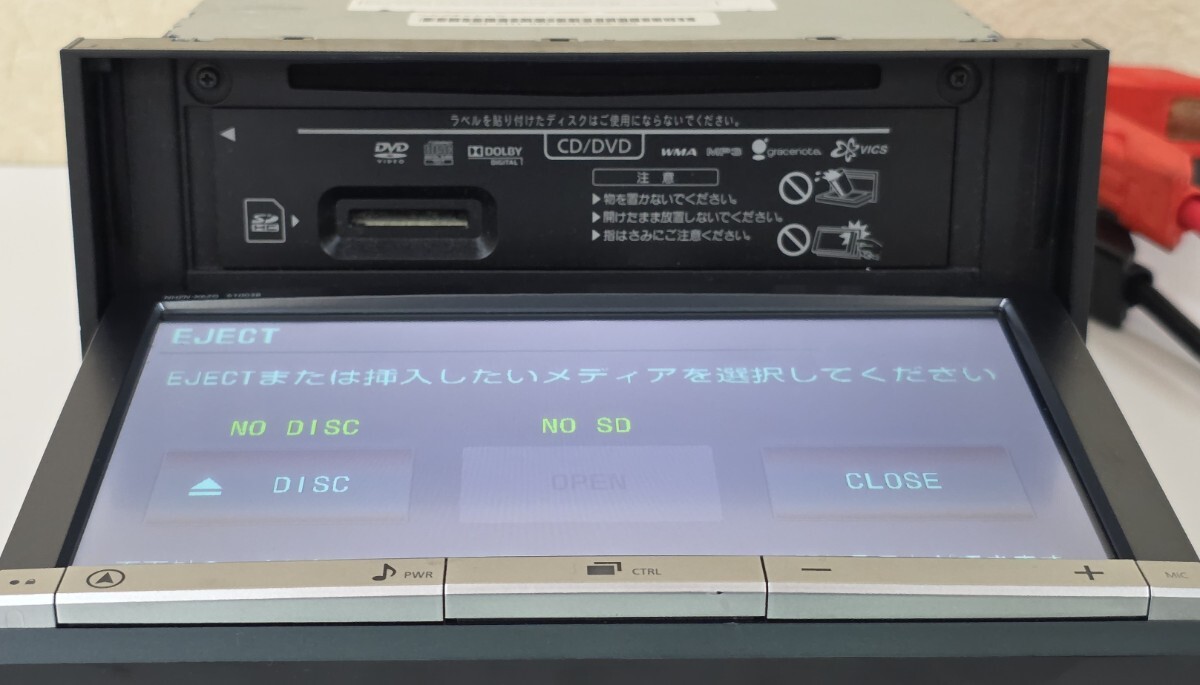 ラベルを貼り付けたディスクはご使用にならないでください。
DVD VIDEO
DOLBY DIGITAL
CD/DVD
WMA
MP3
gracenote.
VICS
注 意
▶物を置かないでください。
▶開けたまま放置しないでください。
▶指はさみにご注意ください。
SD HC
EJECT
EJECTまたは挿入したいメディアを選択してください
NO DISC
NO SD
DISC
OPEN
CLOSE
PWR
CTRL
− +
MIC